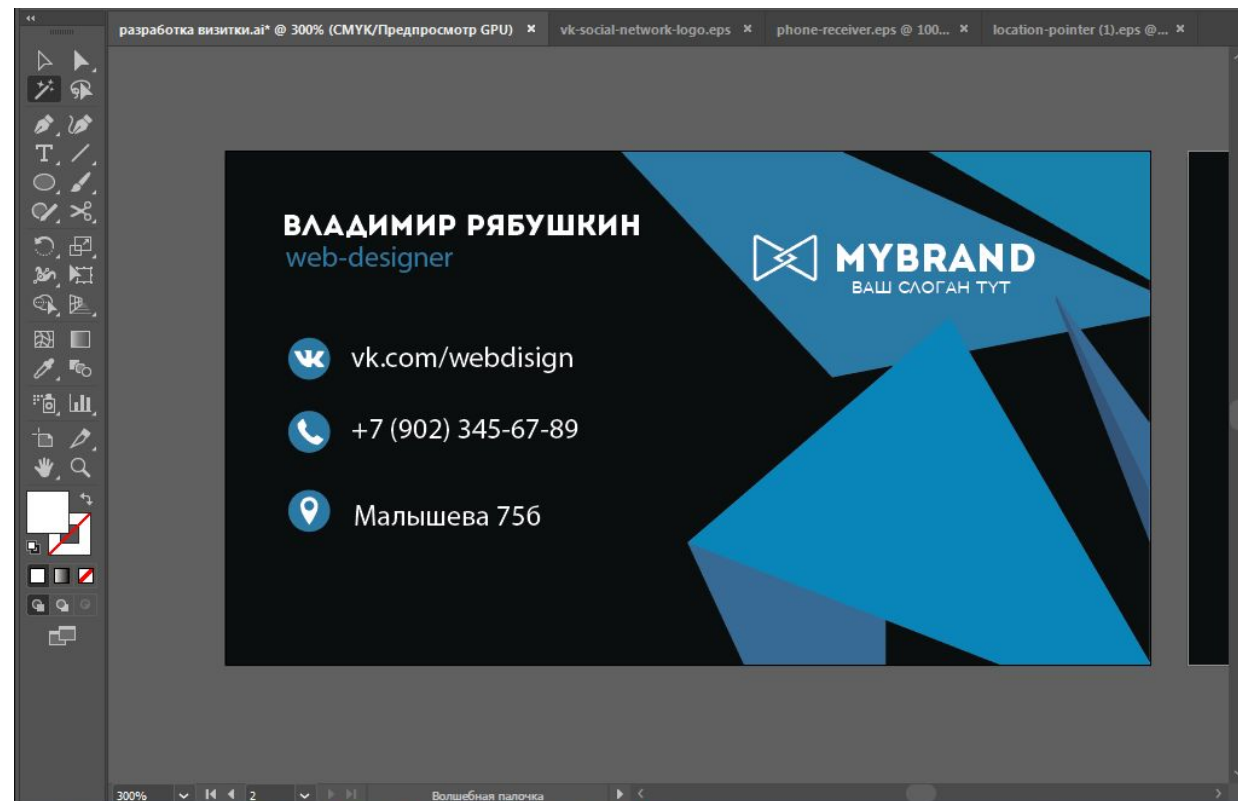 разработка визитки.ai* @ 300% (CMYK/Предпросмотр GPU) ×
vk-social-network-logo.eps ×
phone-receiver.eps @ 100... ×
location-pointer (1).eps @... ×
ВЛАДИМИР РЯБУШКИН
web-designer
MYBRAND
ВАШ СЛОГАН ТУТ
vk.com/webdisign
+7 (902) 345-67-89
Малышева 75б
300%
2
Волшебная палочка